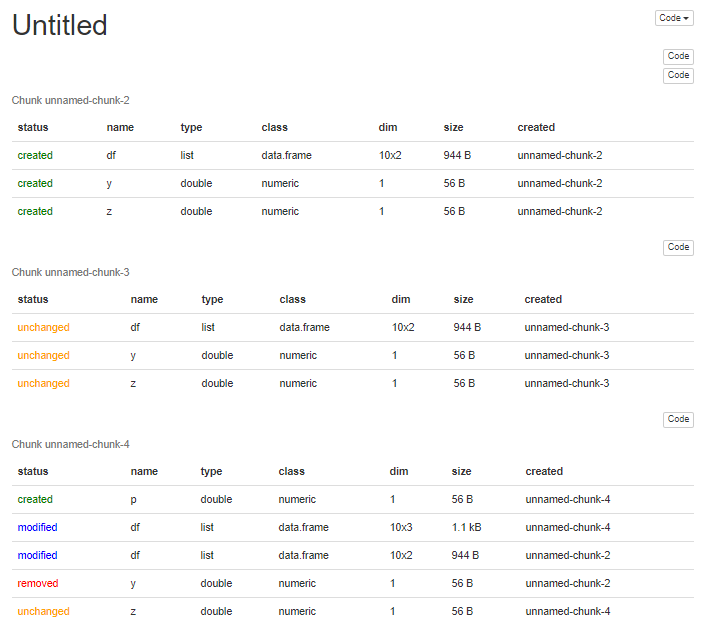 Untitled
Code
Code
Code
Chunk unnamed-chunk-2
status name type class dim size created
created df list data.frame 10x2 944 B unnamed-chunk-2
created y double numeric 1 56 B unnamed-chunk-2
created z double numeric 1 56 B unnamed-chunk-2
Code
Chunk unnamed-chunk-3
status name type class dim size created
unchanged df list data.frame 10x2 944 B unnamed-chunk-3
unchanged y double numeric 1 56 B unnamed-chunk-3
unchanged z double numeric 1 56 B unnamed-chunk-3
Code
Chunk unnamed-chunk-4
status name type class dim size created
created p double numeric 1 56 B unnamed-chunk-4
modified df list data.frame 10x3 1.1 kB unnamed-chunk-4
modified df list data.frame 10x2 944 B unnamed-chunk-2
removed y double numeric 1 56 B unnamed-chunk-2
unchanged z double numeric 1 56 B unnamed-chunk-4